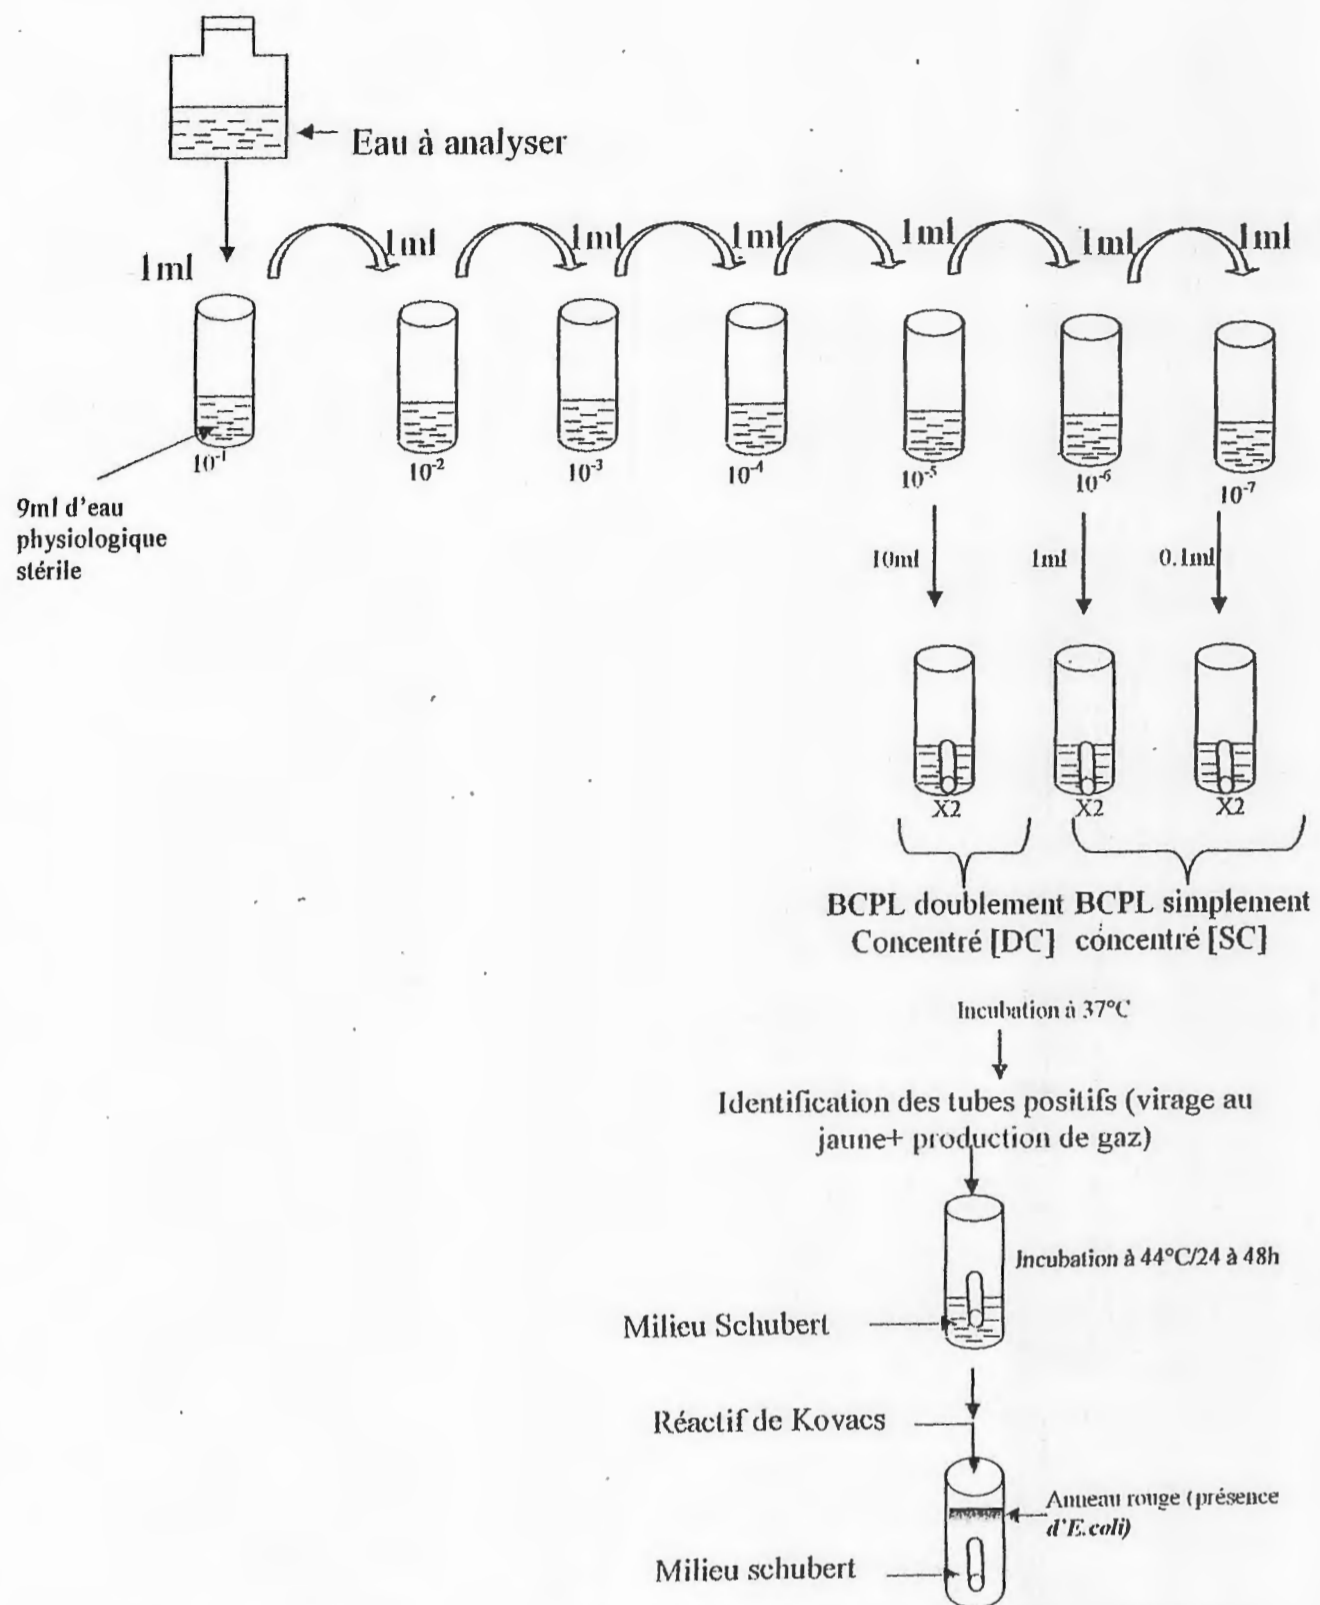 Eau à analyser
1ml
1ml
1ml
1ml
1ml
1ml
1ml
10-1
10-2
10-3
10-4
10-5
10-6
10-7
9ml d'eau
physiologique
stérile
10ml
1ml
0.1ml
X2
X2
X2
BCPL doublement
Concentré [DC]
BCPL simplement
concentré [SC]
Incubation à 37°C
Identification des tubes positifs (virage au
jaune+ production de gaz)
Incubation à 44°C/24 à 48h
Milieu Schubert
Réactif de Kovacs
Anneau rouge (présence
d'E.coli)
Milieu schubert